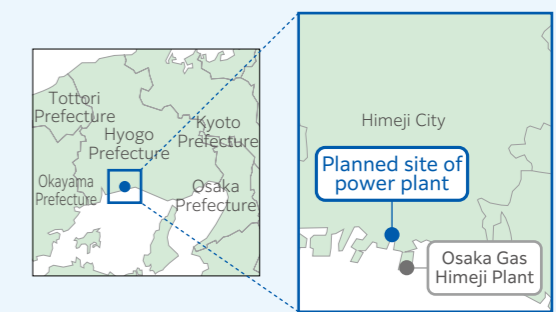 Tottori
Prefecture
Hyogo
Prefecture
Kyoto
Prefecture
Okayama
Prefecture
Osaka
Prefecture
Himeji City
Planned site of
power plant
Osaka Gas
Himeji Plant